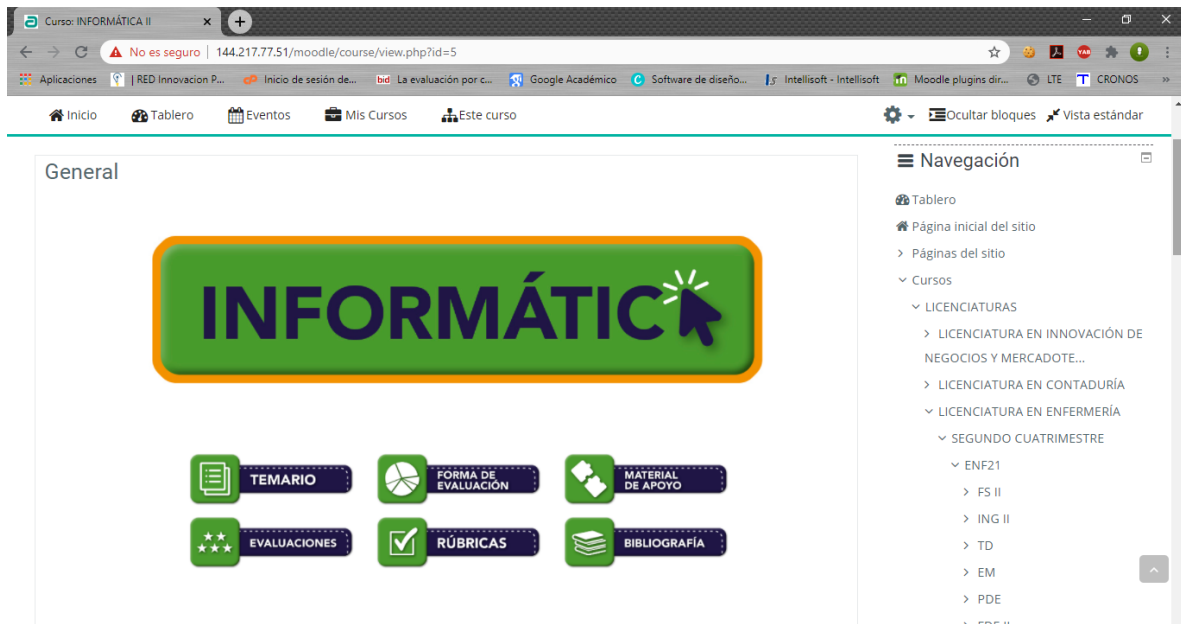 Curso: INFORMÁTICA II
No es seguro | 144.217.77.51/moodle/course/view.php?id=5
Aplicaciones | RED Innovacion P... Inicio de sesión de... bid La evaluación por c... Google Académico Software de diseño... Intellisoft - Intellisoft Moodle plugins dir... LTE CRONOS »
Inicio Tablero Eventos Mis Cursos Este curso Ocultar bloques Vista estándar
General
INFORMÁTIC
TEMARIO
FORMA DE
EVALUACIÓN
MATERIAL
DE APOYO
EVALUACIONES
RÚBRICAS
BIBLIOGRAFÍA
Navegación
Tablero
Página inicial del sitio
Páginas del sitio
Cursos
LICENCIATURAS
LICENCIATURA EN INNOVACIÓN DE
NEGOCIOS Y MERCADOTE...
LICENCIATURA EN CONTADURÍA
LICENCIATURA EN ENFERMERÍA
SEGUNDO CUATRIMESTRE
ENF21
FS II
ING II
TD
EM
PDE